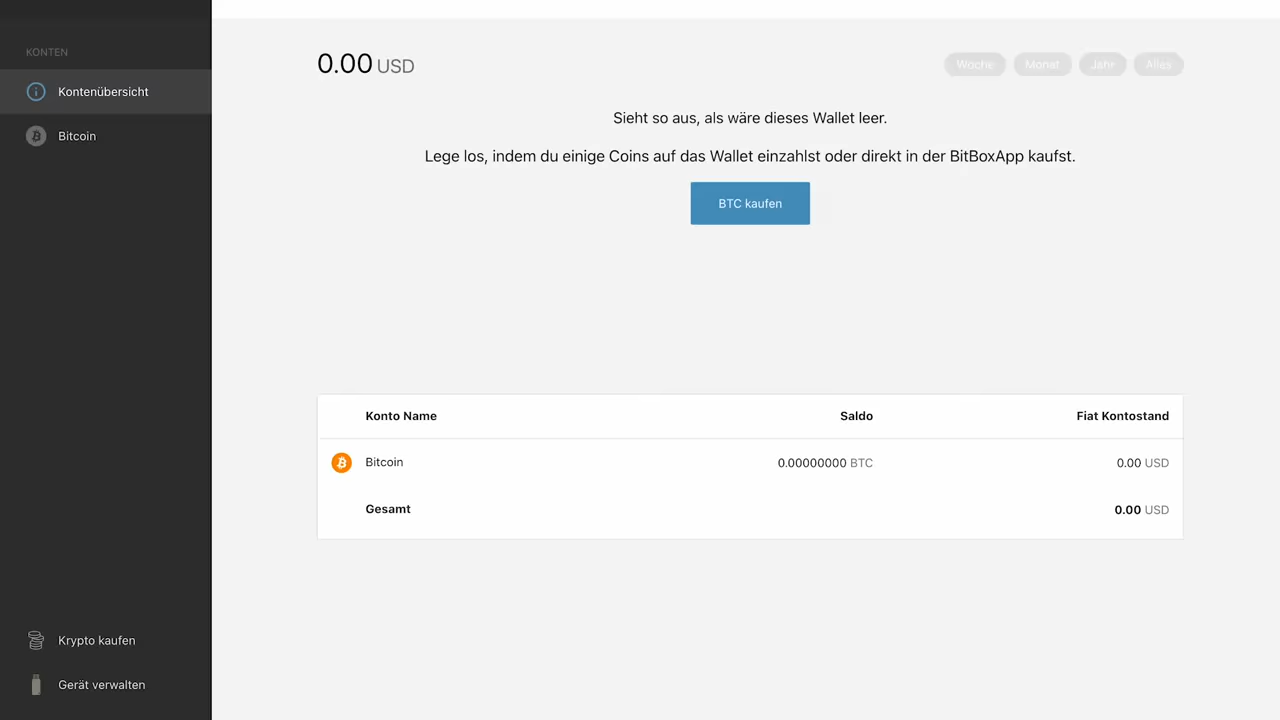 KONTEN
Kontenübersicht
Bitcoin
Krypto kaufen
Gerät verwalten
0.00 USD
Woche Monat Jahr Alles
Sieht so aus, als wäre dieses Wallet leer.
Lege los, indem du einige Coins auf das Wallet einzahlst oder direkt in der BitBoxApp kaufst.
BTC kaufen
Konto Name Saldo Fiat Kontostand
Bitcoin 0.00000000 BTC 0.00 USD
Gesamt 0.00 USD